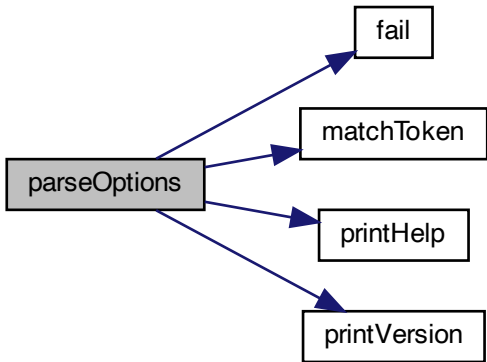 fail
matchToken
parseOptions
printHelp
printVersion